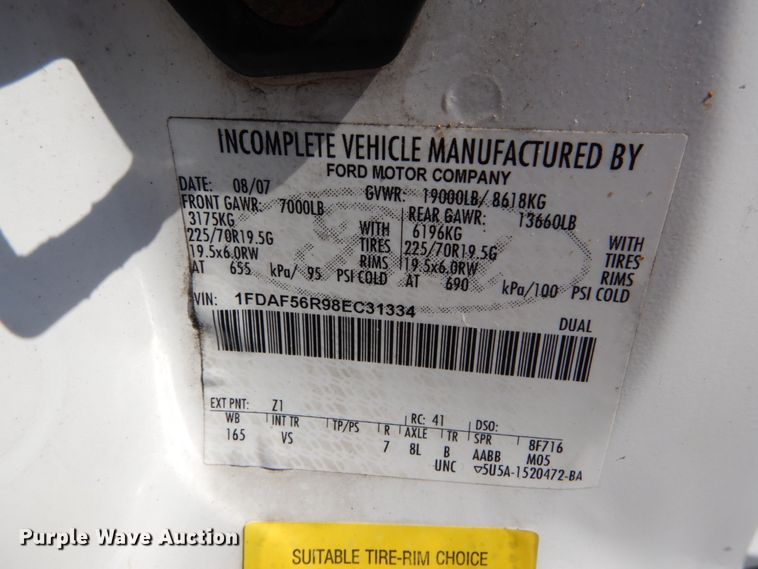 INCOMPLETE VEHICLE MANUFACTURED BY
FORD MOTOR COMPANY
DATE: 08/07 GVWR: 19000LB/ 8618KG
FRONT GAWR: 7000LB REAR GAWR: 13660LB
3175KG WITH 6196KG WITH
225/70R19.5G TIRES 225/70R19.5G TIRES
19.5x6.0RW RIMS 19.5x6.0RW RIMS
AT 655 kPa/ 95 PSI COLD AT 690 kPa/100 PSI COLD
VIN: 1FDAF56R98EC31334
DUAL
EXT PNT: Z1 RC: 41 DSO:
WB INT TR TP/PS R AXLE TR SPR 8F716
165 VS 7 8L B AABB M05
UNC ▽5U5A-1520472-BA
Purple Wave Auction
SUITABLE TIRE-RIM CHOICE